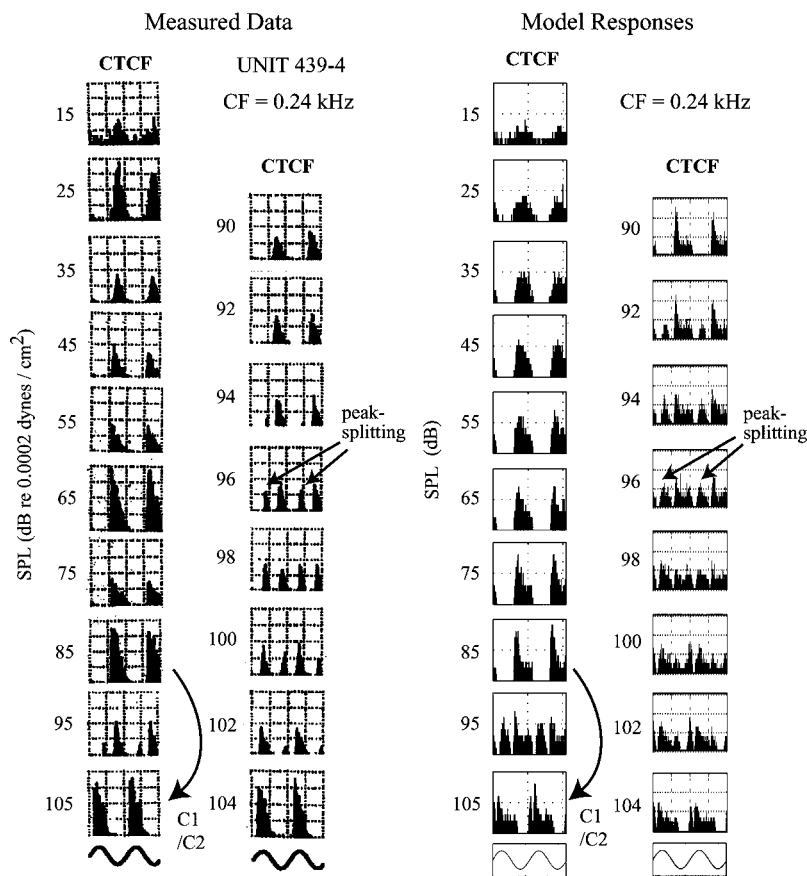 Measured Data
CTCF
UNIT 439-4
CF = 0.24 kHz
SPL (dB re 0.0002 dynes / cm²)
15
25
35
45
55
65
75
85
95
105
CTCF
90
92
94
peak-
splitting
96
98
100
102
104
C1
/C2
Model Responses
CTCF
CF = 0.24 kHz
SPL (dB)
15
25
35
45
55
65
75
85
95
105
CTCF
90
92
94
peak-
splitting
96
98
100
102
104
C1
/C2